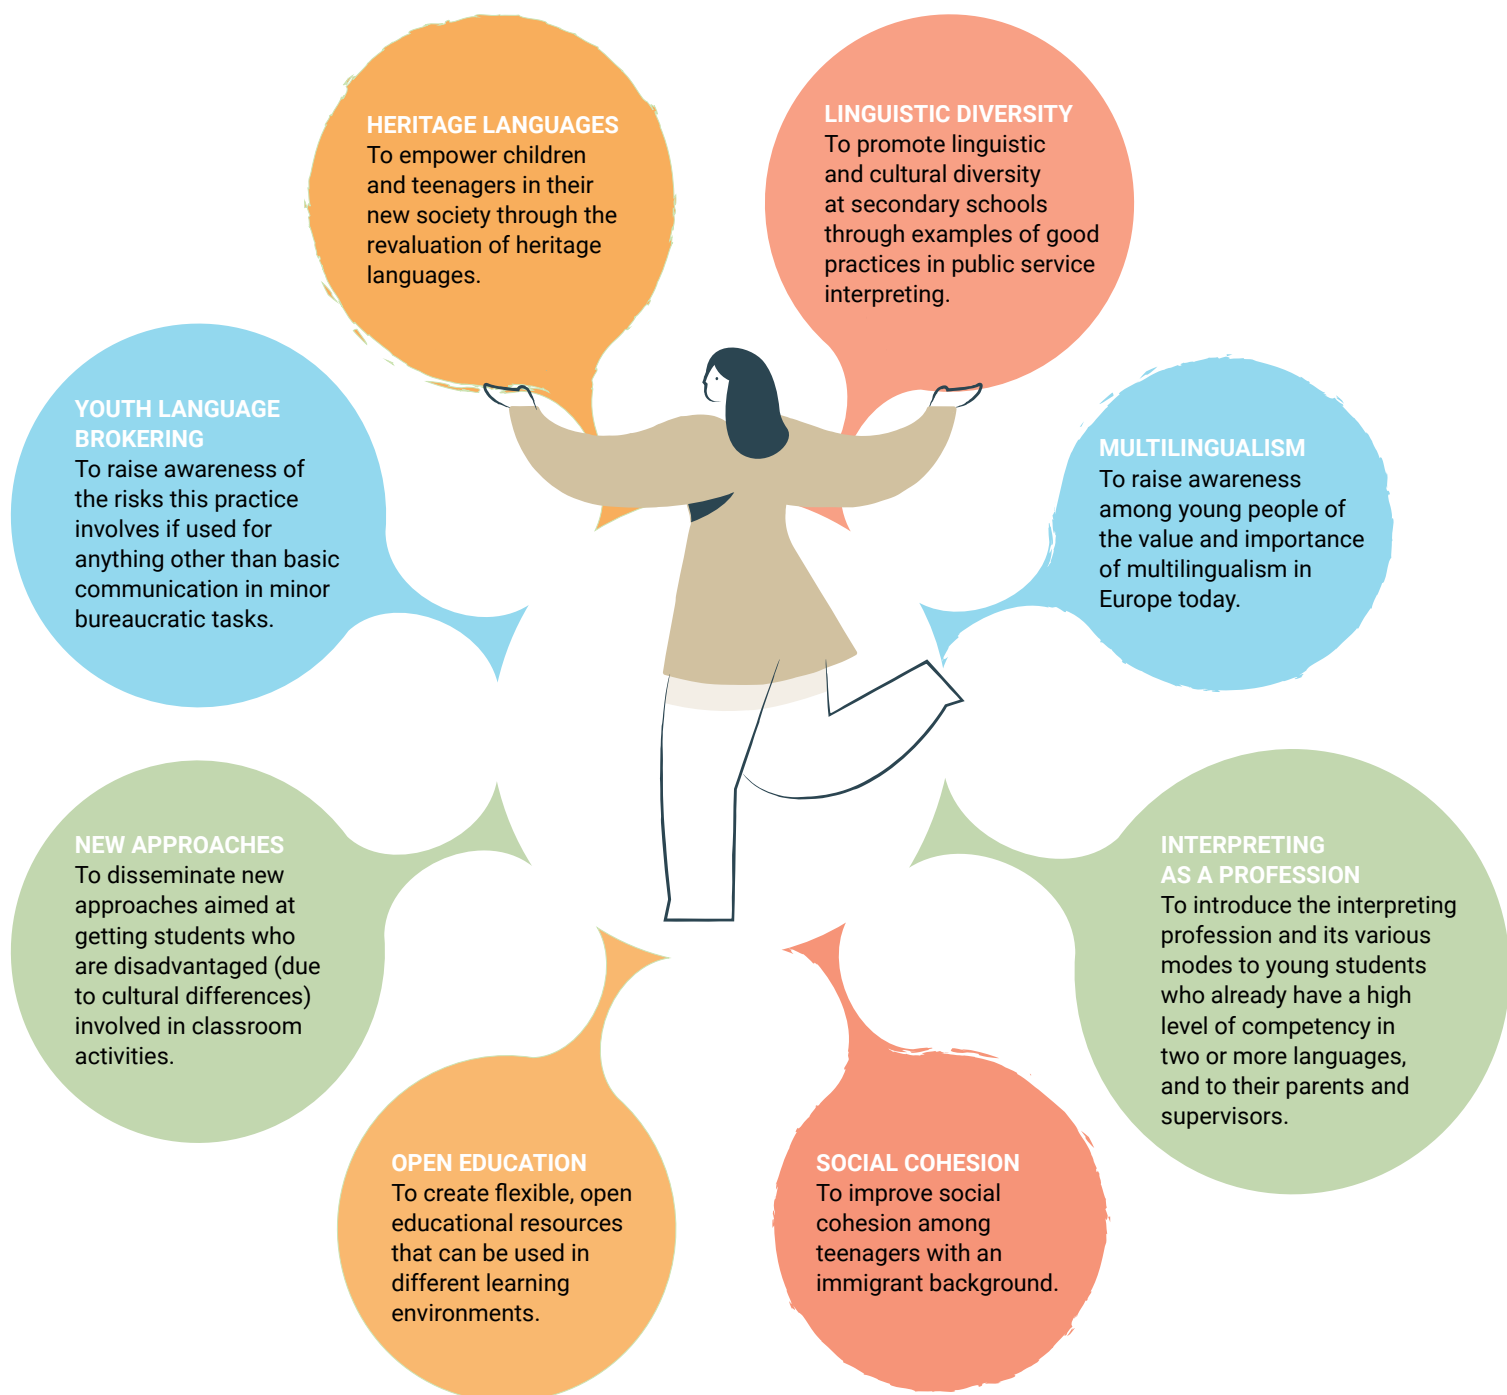 HERITAGE LANGUAGES
To empower children
and teenagers in their
new society through the
revaluation of heritage
languages.
LINGUISTIC DIVERSITY
To promote linguistic
and cultural diversity
at secondary schools
through examples of good
practices in public service
interpreting.
YOUTH LANGUAGE
BROKERING
To raise awareness of
the risks this practice
involves if used for
anything other than basic
communication in minor
bureaucratic tasks.
MULTILINGUALISM
To raise awareness
among young people of
the value and importance
of multilingualism in
Europe today.
NEW APPROACHES
To disseminate new
approaches aimed at
getting students who
are disadvantaged (due
to cultural differences)
involved in classroom
activities.
INTERPRETING
AS A PROFESSION
To introduce the interpreting
profession and its various
modes to young students
who already have a high
level of competency in
two or more languages,
and to their parents and
supervisors.
OPEN EDUCATION
To create flexible, open
educational resources
that can be used in
different learning
environments.
SOCIAL COHESION
To improve social
cohesion among
teenagers with an
immigrant background.